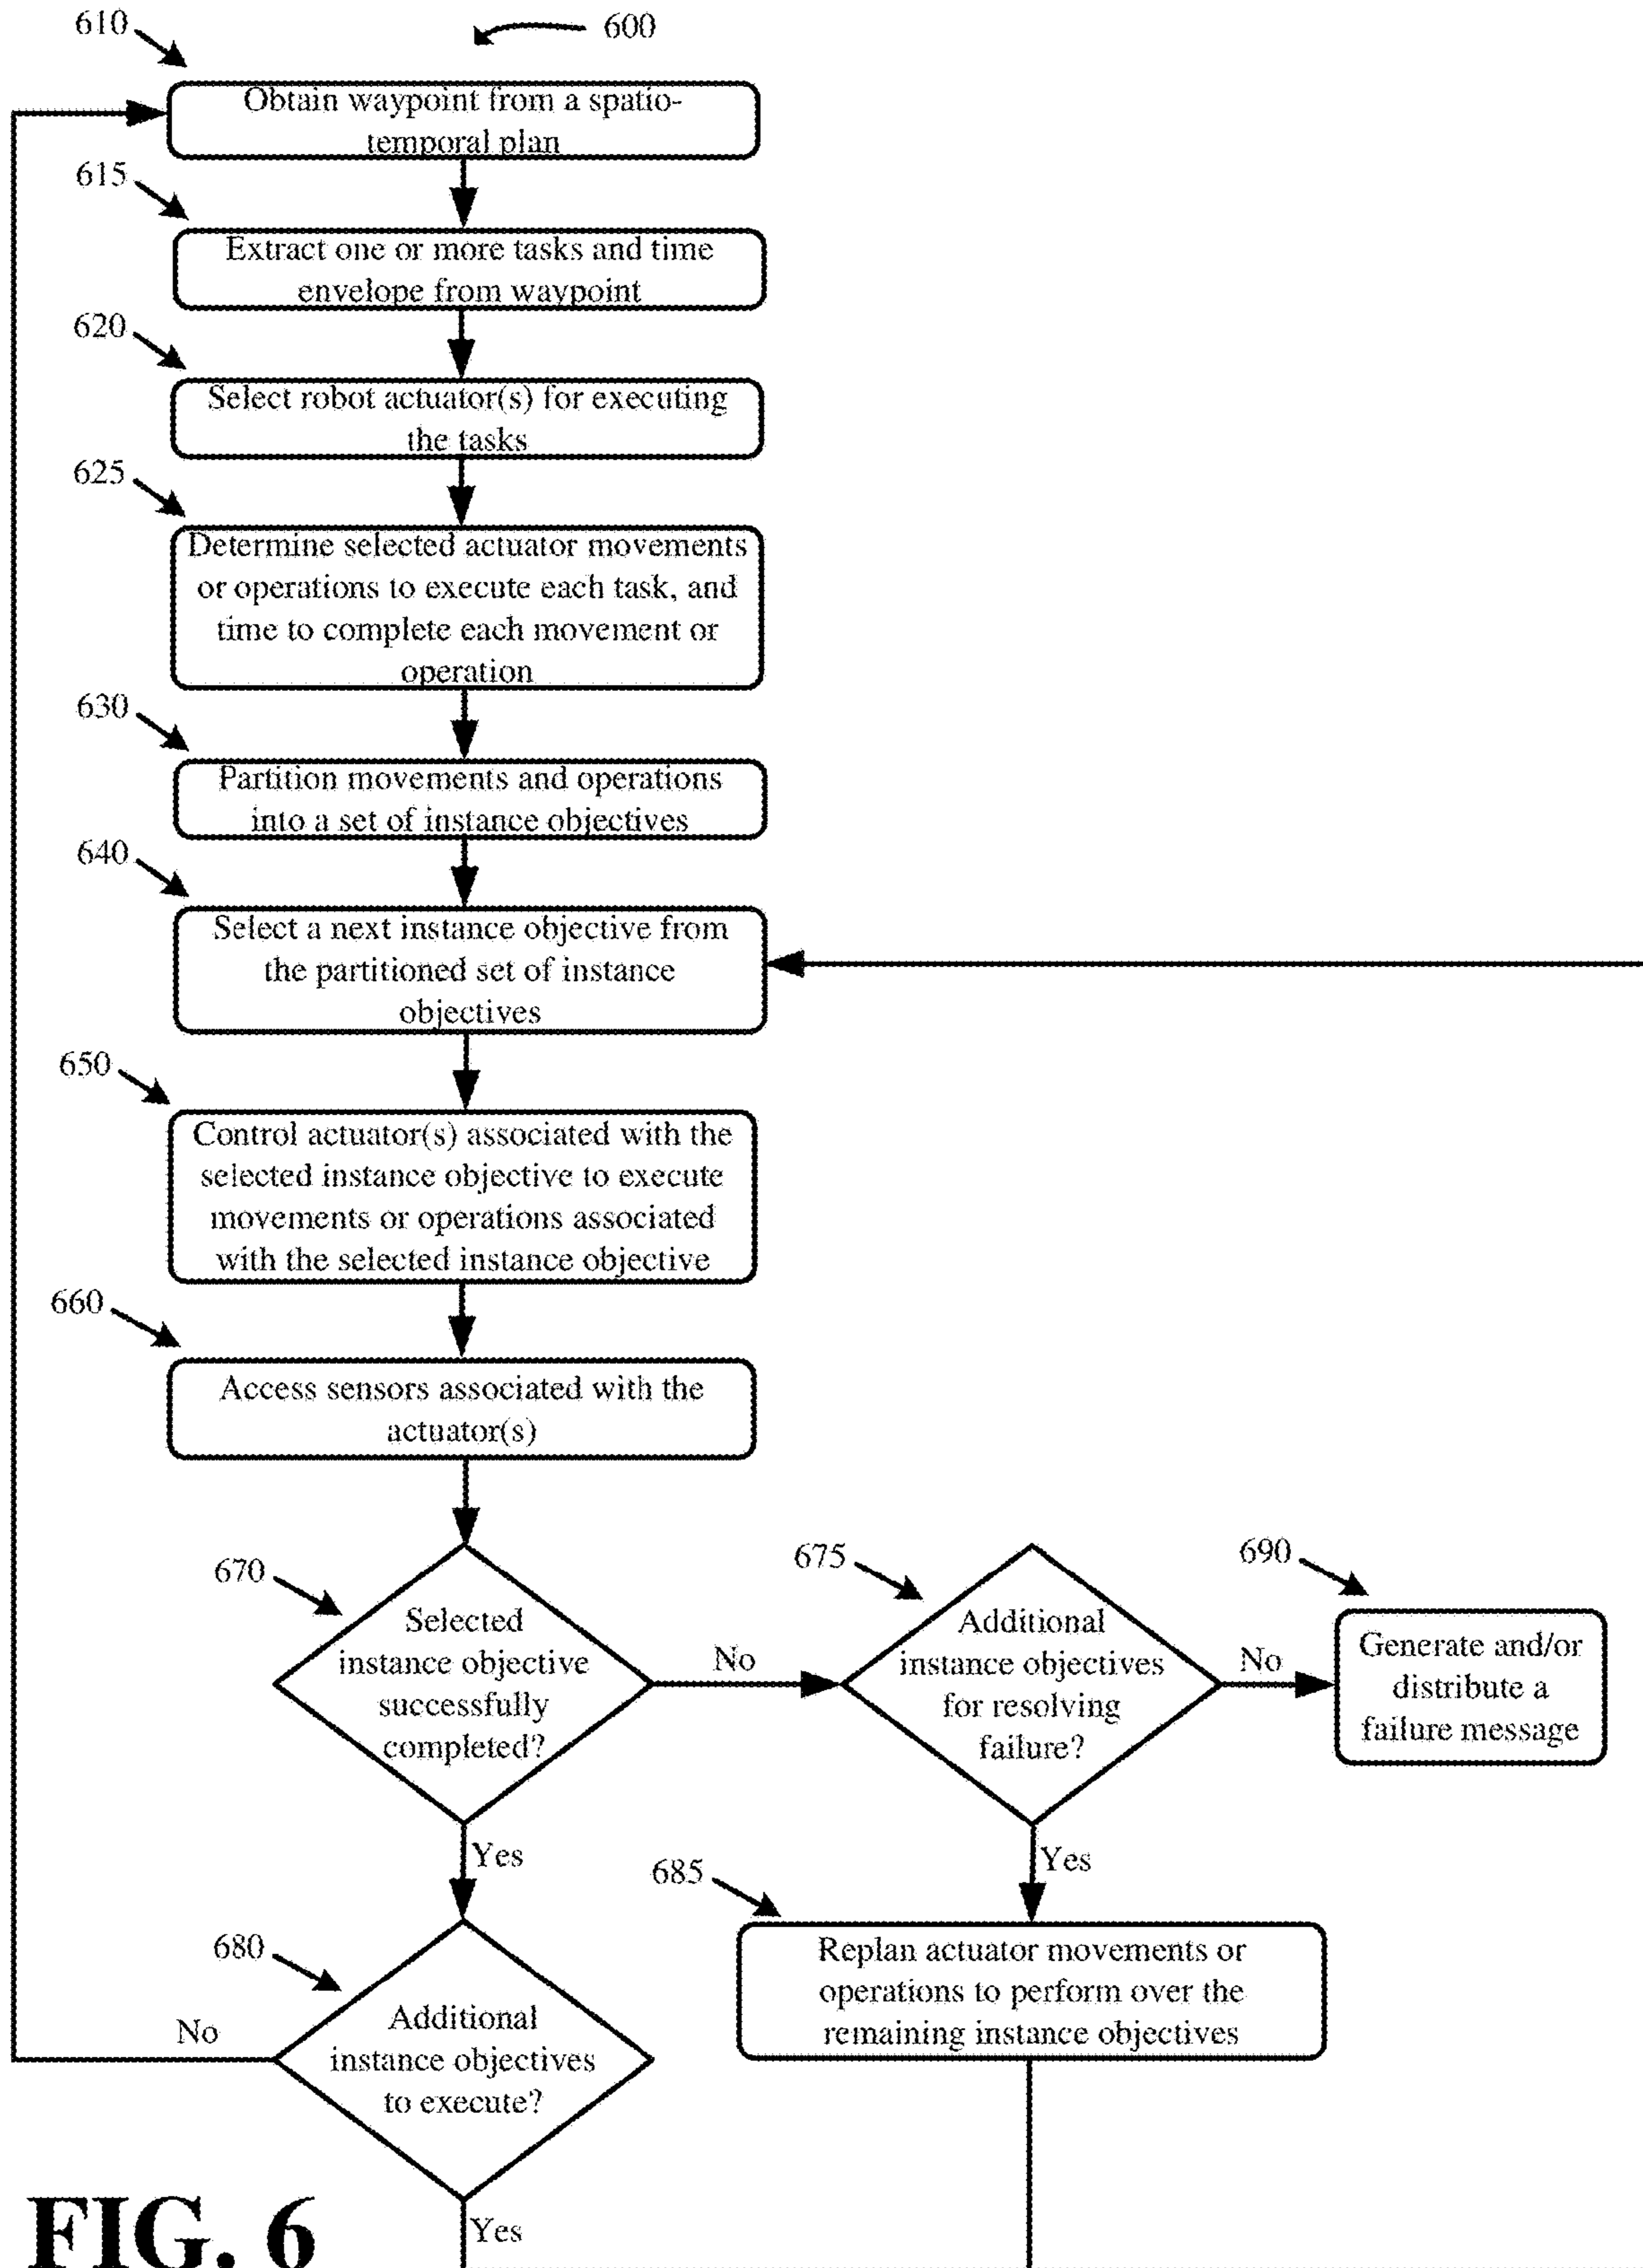 600
610
Obtain waypoint from a spatio-
temporal plan
615
Extract one or more tasks and time
envelope from waypoint
620
Select robot actuator(s) for executing
the tasks
625
Determine selected actuator movements
or operations to execute each task, and
time to complete each movement or
operation
630
Partition movements and operations
into a set of instance objectives
640
Select a next instance objective from
the partitioned set of instance
objectives
650
Control actuator(s) associated with the
selected instance objective to execute
movements or operations associated
with the selected instance objective
660
Access sensors associated with the
actuator(s)
670
Selected
instance objective
successfully
completed?
No
675
Additional
instance objectives
for resolving
failure?
No
690
Generate and/or
distribute a
failure message
Yes
Yes
685
Replan actuator movements or
operations to perform over the
remaining instance objectives
680
Additional
instance objectives
to execute?
No
Yes
FIG. 6